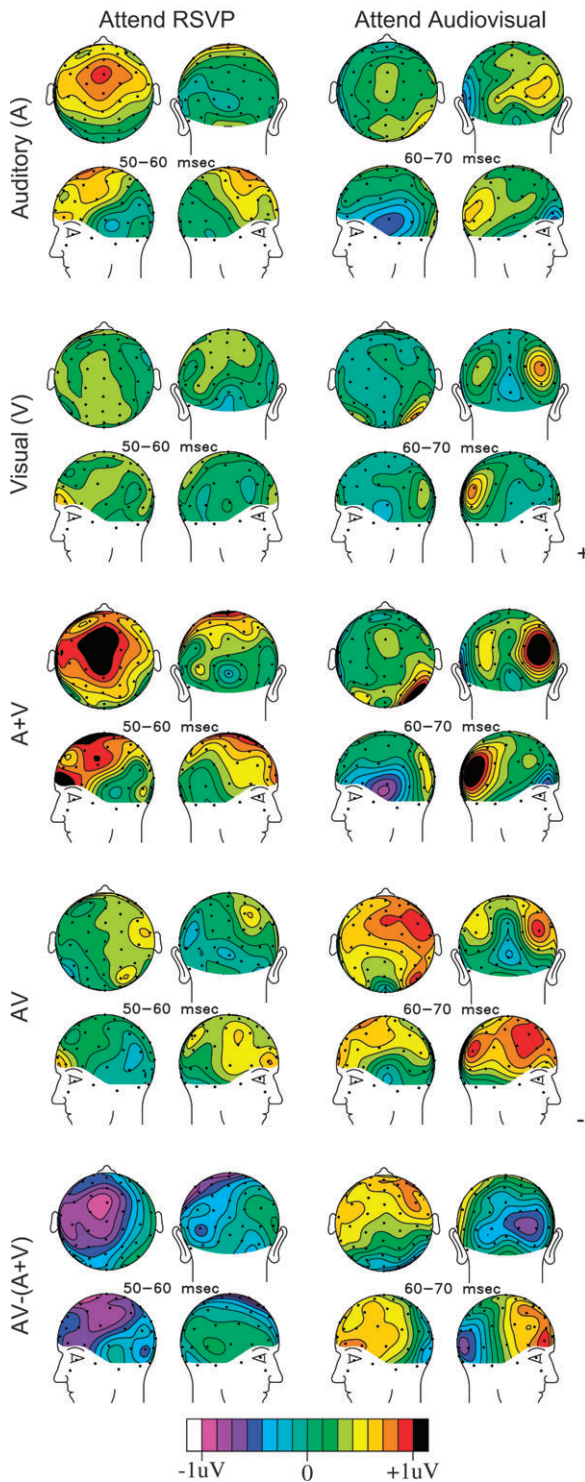 Attend RSVP
Attend Audiovisual
Auditory (A)
50-60 msec
60-70 msec
Visual (V)
50-60 msec
60-70 msec
+
A+V
50-60 msec
60-70 msec
AV
50-60 msec
60-70 msec
-
AV-(A+V)
50-60 msec
60-70 msec
-1uV
0
+1uV